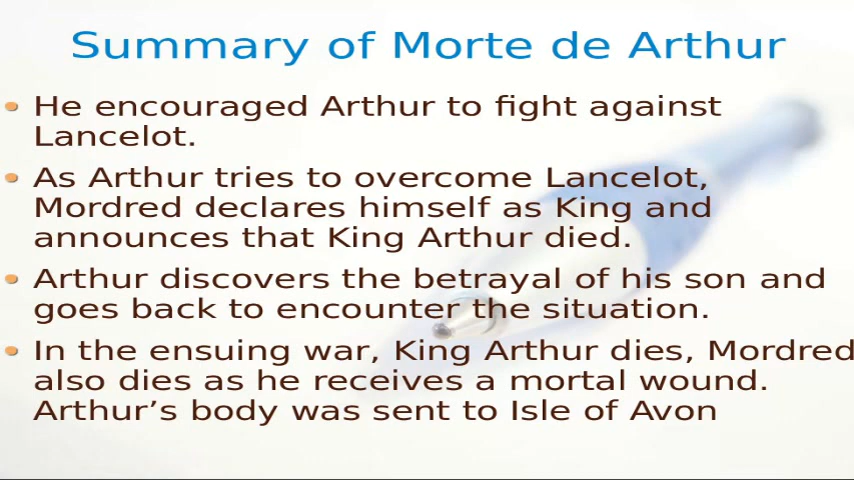 Summary of Morte de Arthur
• He encouraged Arthur to fight against
Lancelot.
• As Arthur tries to overcome Lancelot,
Mordred declares himself as King and
announces that King Arthur died.
• Arthur discovers the betrayal of his son and
goes back to encounter the situation.
• In the ensuing war, King Arthur dies, Mordred
also dies as he receives a mortal wound.
Arthur’s body was sent to Isle of Avon